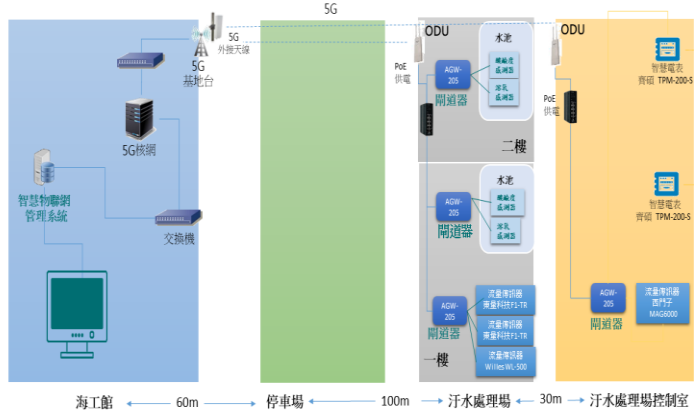 5G
5G
外接天線
5G
基地台
5G核網
智慧物聯網
管理系統
交換機
ODU
PoE
供電
水池
AGW-
205
閘道器
二樓
水池
AGW-
205
閘道器
AGW-
205
閘道器
流量傳訊器
東量科技F1-TR
流量傳訊器
東量科技F1-TR
流量傳訊器
Willes WL-500
一樓
ODU
PoE
供電
智慧電表
齊碩 TPM-200-S
智慧電表
齊碩 TPM-200-S
AGW-
205
閘道器
流量傳訊器
西門子
MAG6000
海工館
60m
停車場
100m
汙水處理場
30m
汙水處理場控制室